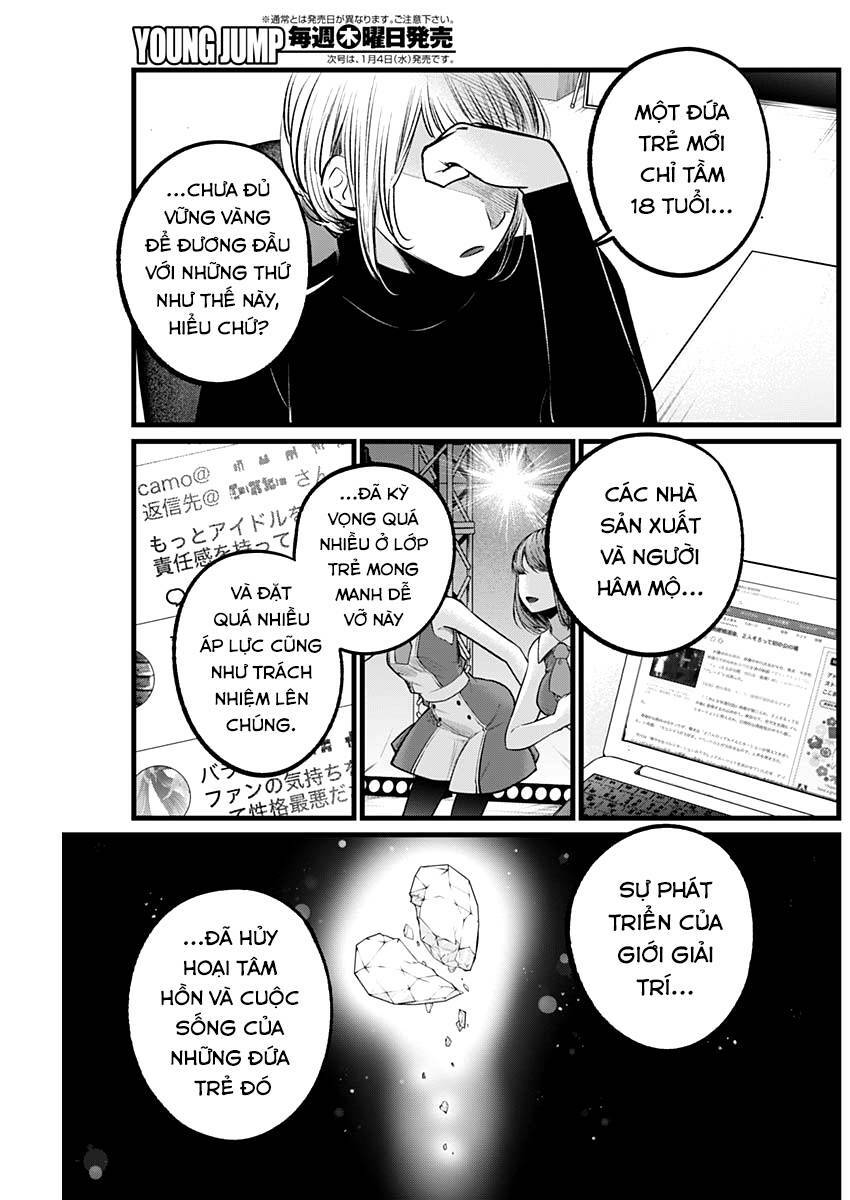 ※通常とは発売日が異なります。ご注意下さい。
YOUNG JUMP 毎週木曜日発売
次号は、1月4日(水)発売です。
MỘT ĐỨA
TRẺ MỚI
CHỈ TẦM
18 TUỔI...
...CHƯA ĐỦ
VỮNG VÀNG
ĐỂ ĐƯƠNG ĐẦU
VỚI NHỮNG THỨ
NHƯ THẾ NÀY,
HIỂU CHỨ?
CÁC NHÀ
SẢN XUẤT
VÀ NGƯỜI
HÂM MỘ...
...ĐÃ KỲ
VỌNG QUÁ
NHIỀU Ở LỚP
TRẺ MONG
MANH DỄ
VỠ NÀY
VÀ ĐẶT
QUÁ NHIỀU
ÁP LỰC CŨNG
NHƯ TRÁCH
NHIỆM LÊN
CHÚNG.
camo@
返信先@
さん
もっとアイドルを
責任感を持って
バラ
ファンの気持ちを
て性格最悪だ
SỰ PHÁT
TRIỂN CỦA
GIỚI GIẢI
TRÍ...
...ĐÃ HỦY
HOẠI TÂM
HỒN VÀ CUỘC
SỐNG CỦA
NHỮNG ĐỨA
TRẺ ĐÓ